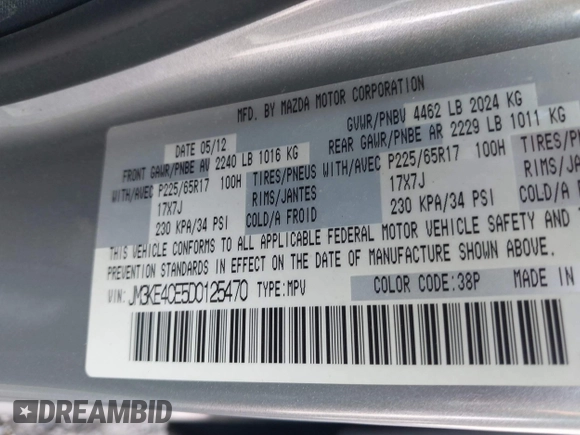 MFD. BY MAZDA MOTOR CORPORATION
DATE 05/12 GVWR/PNBV 4462 LB 2024 KG
FRONT GAWR/PNBE AV 2240 LB 1016 KG REAR GAWR/PNBE AR 2229 LB 1011 KG
WITH/AVEC P225/65R17 100H TIRES/PNEUS WITH/AVEC P225/65R17 100H TIRES/PN
17X7J RIMS/JANTES 17X7J RIMS/JAN
230 KPA/34 PSI COLD/A FROID 230 KPA/34 PSI COLD/A
THIS VEHICLE CONFORMS TO ALL APPLICABLE FEDERAL MOTOR VEHICLE SAFETY AND
PREVENTION STANDARDS IN EFFECT ON THE DATE OF MANUFACTURE SHOWN ABOVE.
VIN: JM3KE4CE5D0125470 TYPE: MPV COLOR CODE: 38P MADE IN
DREAMBID